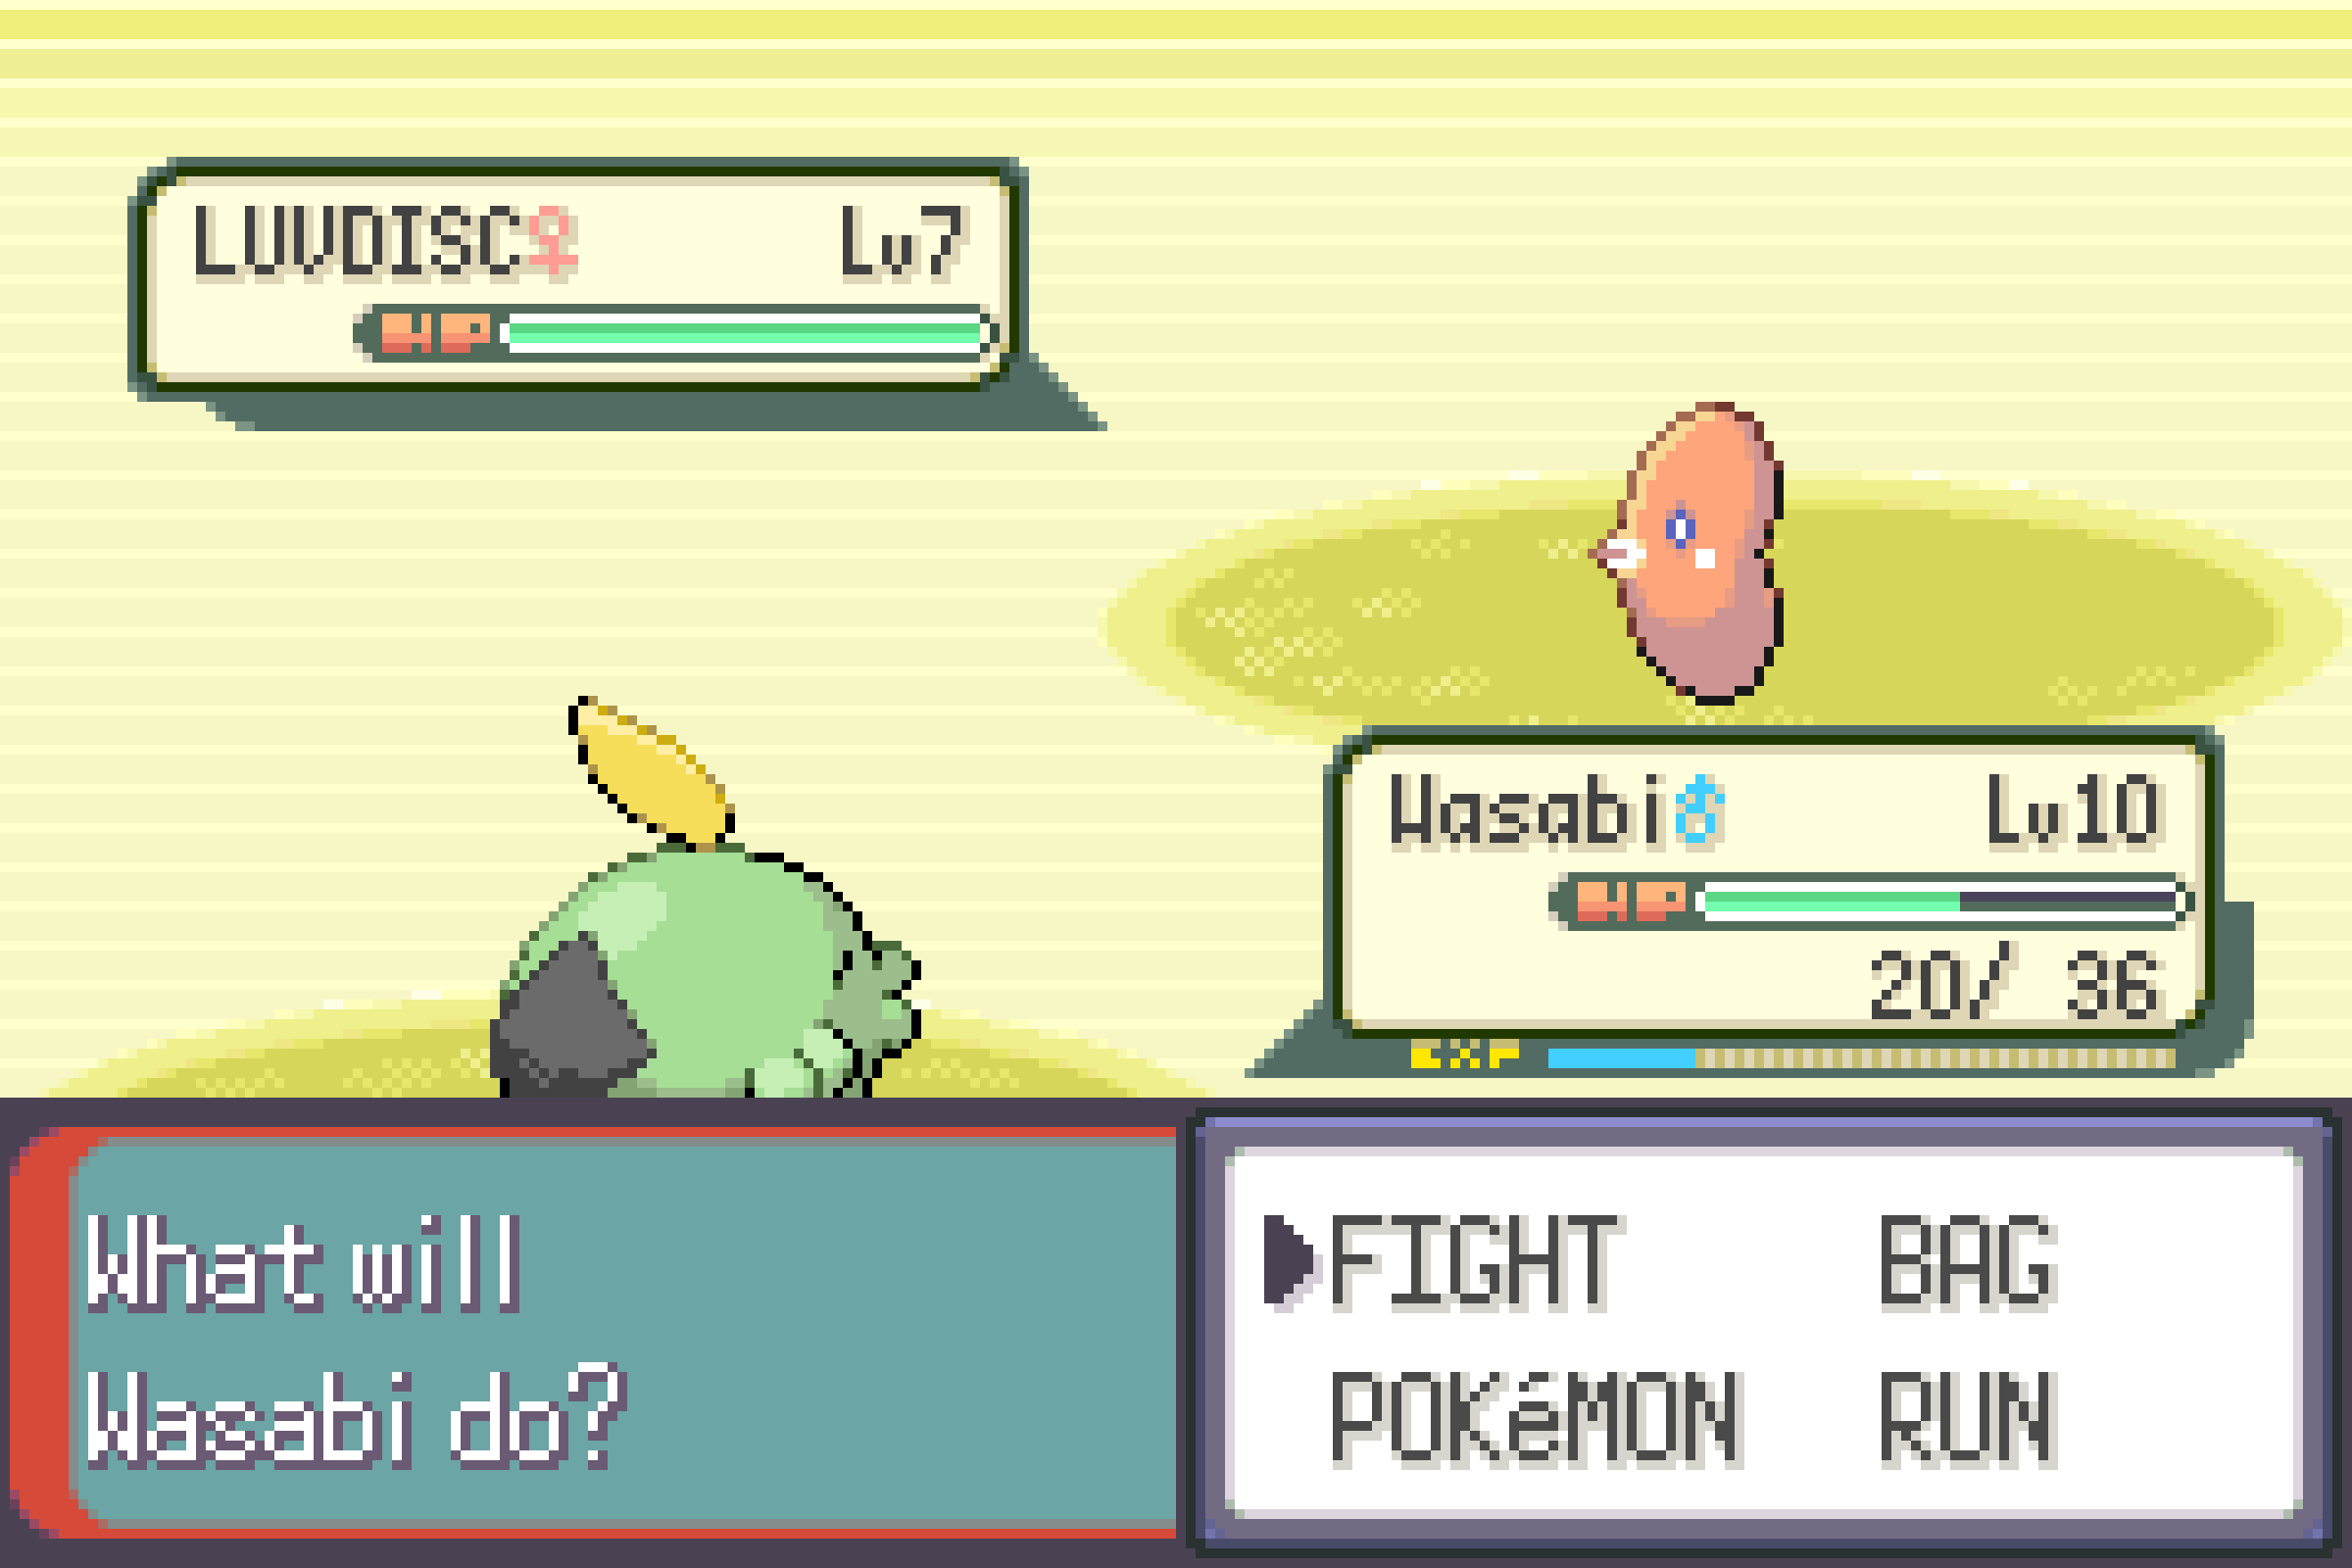 LUVDISC♀ Lv7
HP
Wasabi♂ Lv10
HP
20/ 36
EXP
What will
Wasabi do?
FIGHT BAG
POKéMON RUN